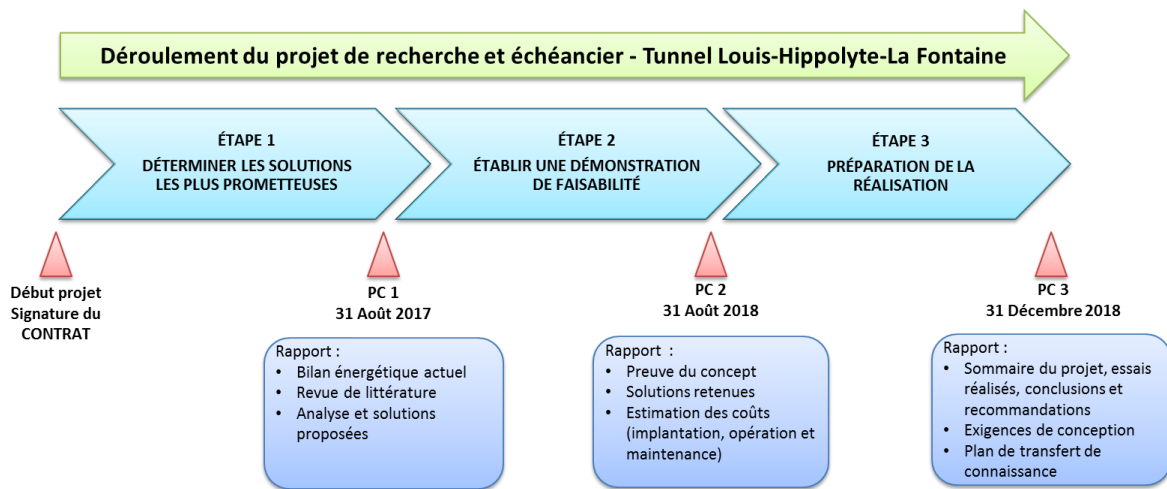 Déroulement du projet de recherche et échéancier - Tunnel Louis-Hippolyte-La Fontaine
ÉTAPE 1
DÉTERMINER LES SOLUTIONS
LES PLUS PROMETTEUSES
ÉTAPE 2
ÉTABLIR UNE DÉMONSTRATION
DE FAISABILITÉ
ÉTAPE 3
PRÉPARATION DE LA
RÉALISATION
Début projet
Signature du
CONTRAT
PC 1
31 Août 2017
PC 2
31 Août 2018
PC 3
31 Décembre 2018
Rapport :
• Bilan énergétique actuel
• Revue de littérature
• Analyse et solutions
proposées
Rapport :
• Preuve du concept
• Solutions retenues
• Estimation des coûts
(implantation, opération et
maintenance)
Rapport :
• Sommaire du projet, essais
réalisés, conclusions et
recommandations
• Exigences de conception
• Plan de transfert de
connaissance